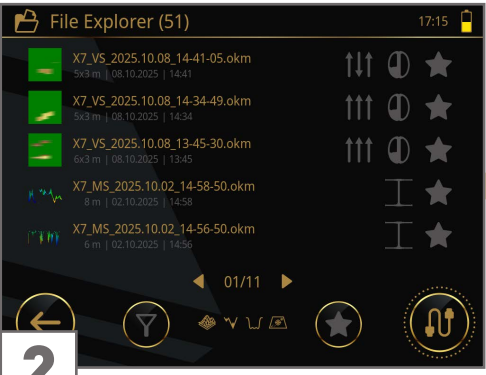 File Explorer (51)
17:15
X7_VS_2025.10.08_14-41-05.okm
5x3 m | 08.10.2025 | 14:41
X7_VS_2025.10.08_14-34-49.okm
5x3 m | 08.10.2025 | 14:34
X7_VS_2025.10.08_13-45-30.okm
6x3 m | 08.10.2025 | 13:45
X7_MS_2025.10.02_14-58-50.okm
8 m | 02.10.2025 | 14:58
X7_MS_2025.10.02_14-56-50.okm
6 m | 02.10.2025 | 14:56
01/11
2